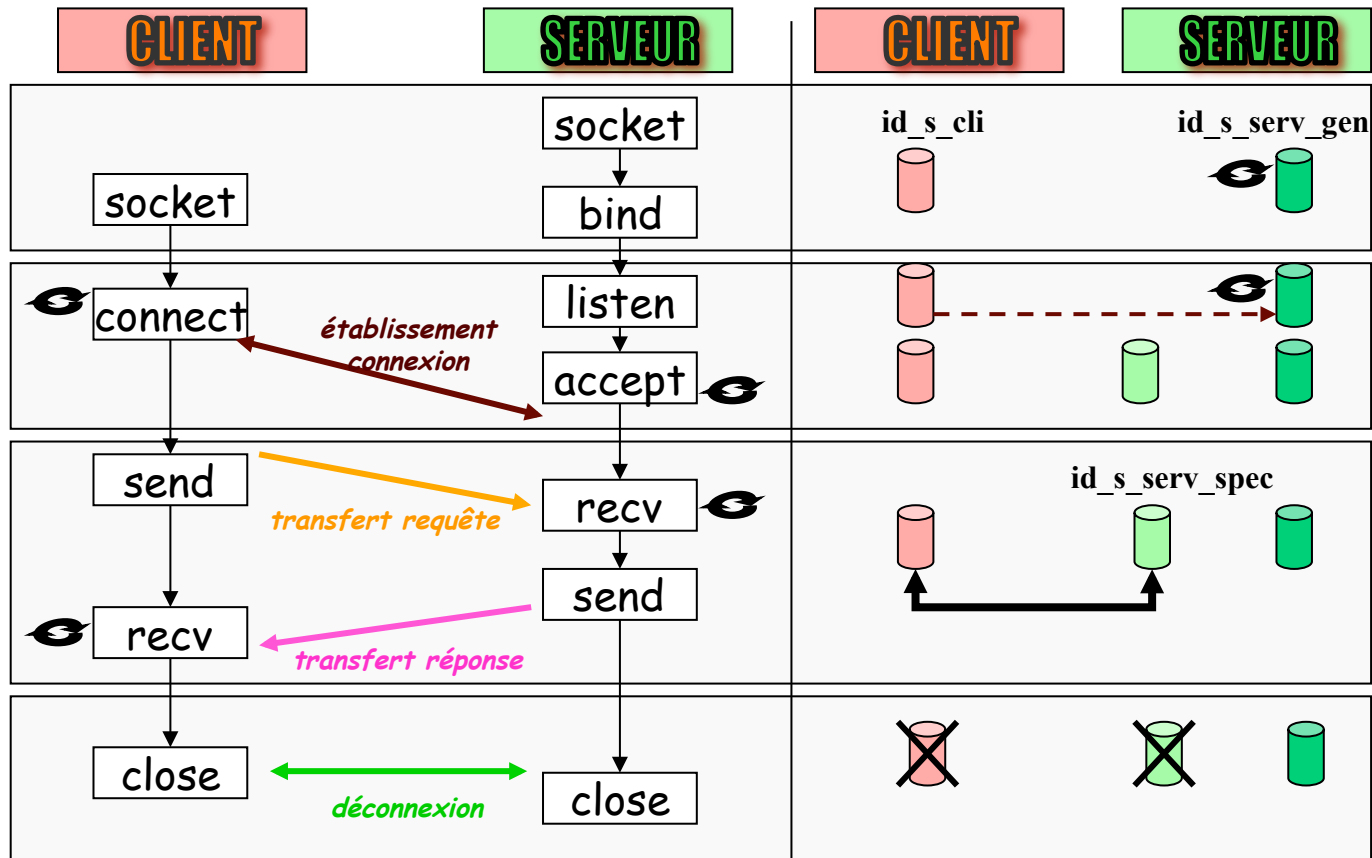 CLIENT
SERVEUR
CLIENT
SERVEUR
socket
socket
bind
id_s_cli
id_s_serv_gen
connect
listen
établissement
connexion
accept
send
transfert requête
recv
send
recv
transfert réponse
id_s_serv_spec
close
déconnexion
close